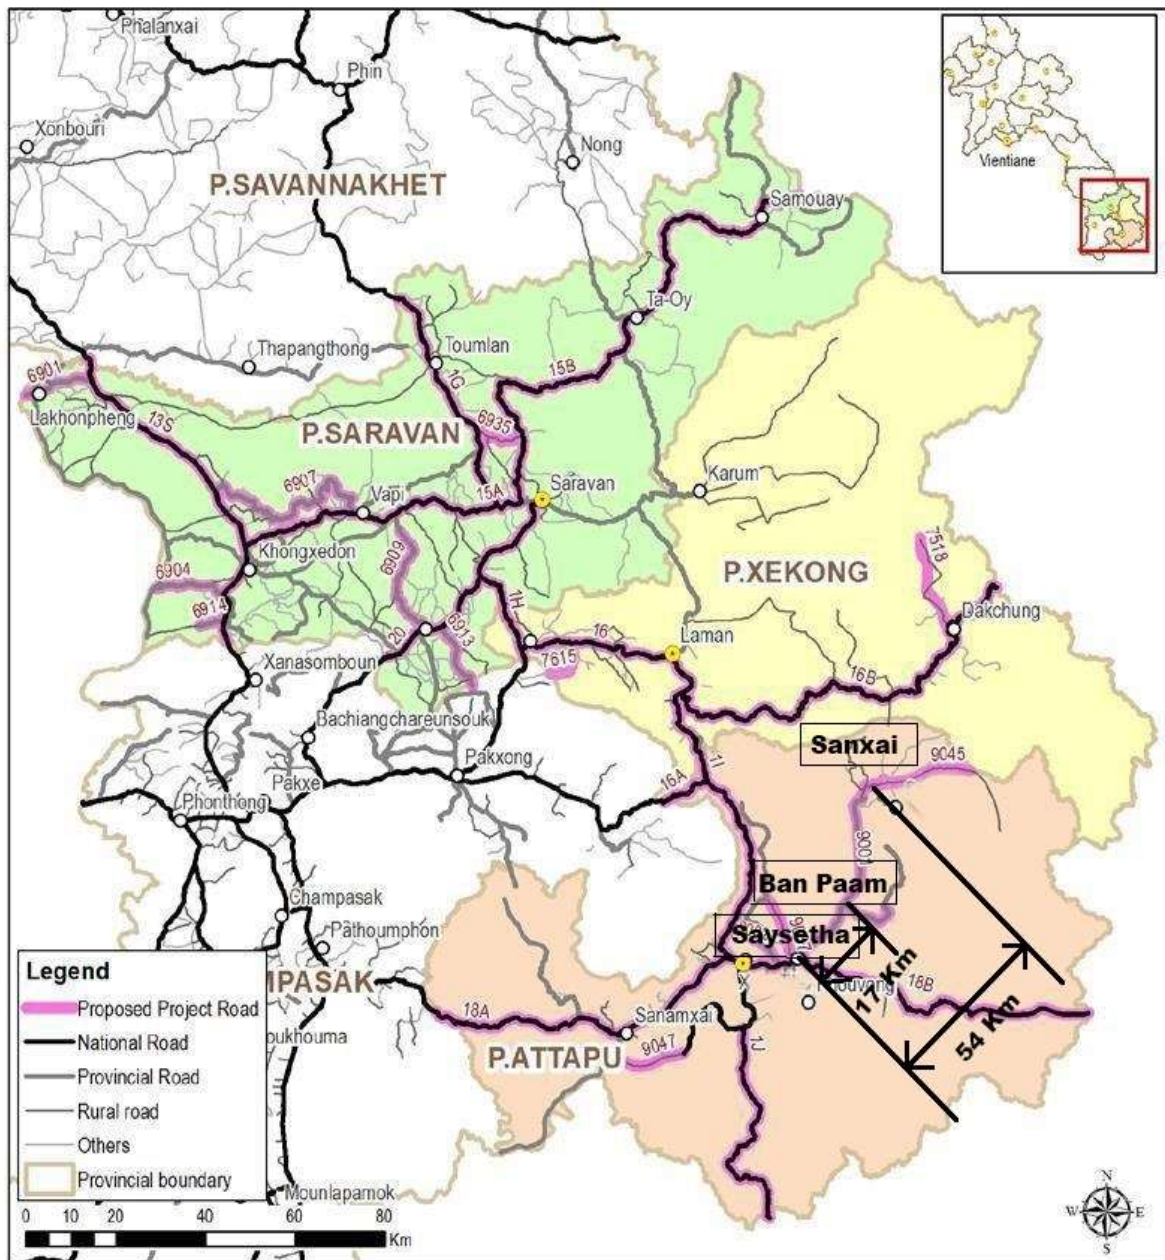 Phalanxai
Phin
Xonbouri
Nong
Vientiane
P.SAVANNAKHET
Samouay
Ta-Oy
Thapangthong
Toumlan
6901
Lakhonpheng
13S
1G
15B
6935
P.SARAVAN
6907
Vapi
15A
Saravan
Karum
Khongxedon
6904
6909
6914
P.XEKONG
7518
1H
20
6913
Dakchung
16
Laman
7615
Xanasomboun
16B
Bachiangchareunsouk
Sanxai
9045
Pakxong
1I
16A
Pakxe
Phonthong
9001
Ban Paam
Champasak
Saysetha
Pathoumphon
MPASAK
17 Km
18B
54 Km
18A
Sanamxai
oukhouma
9047
1J
P.ATTAPU
Legend
Proposed Project Road
National Road
Provincial Road
Rural road
Others
Provincial boundary
Mounlapamok
0 10 20 40 60 80
Km
N
W E
S